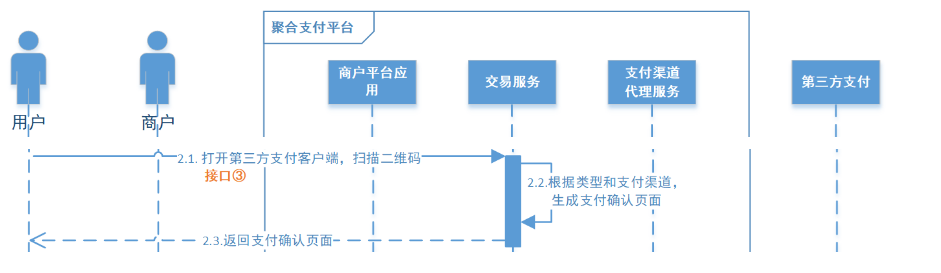 聚合支付平台
商户平台应
用
交易服务
支付渠道
代理服务
第三方支付
用户
商户
2.1. 打开第三方支付客户端，扫描二维码
接口③
2.2.根据类型和支付渠道，
生成支付确认页面
2.3.返回支付确认页面